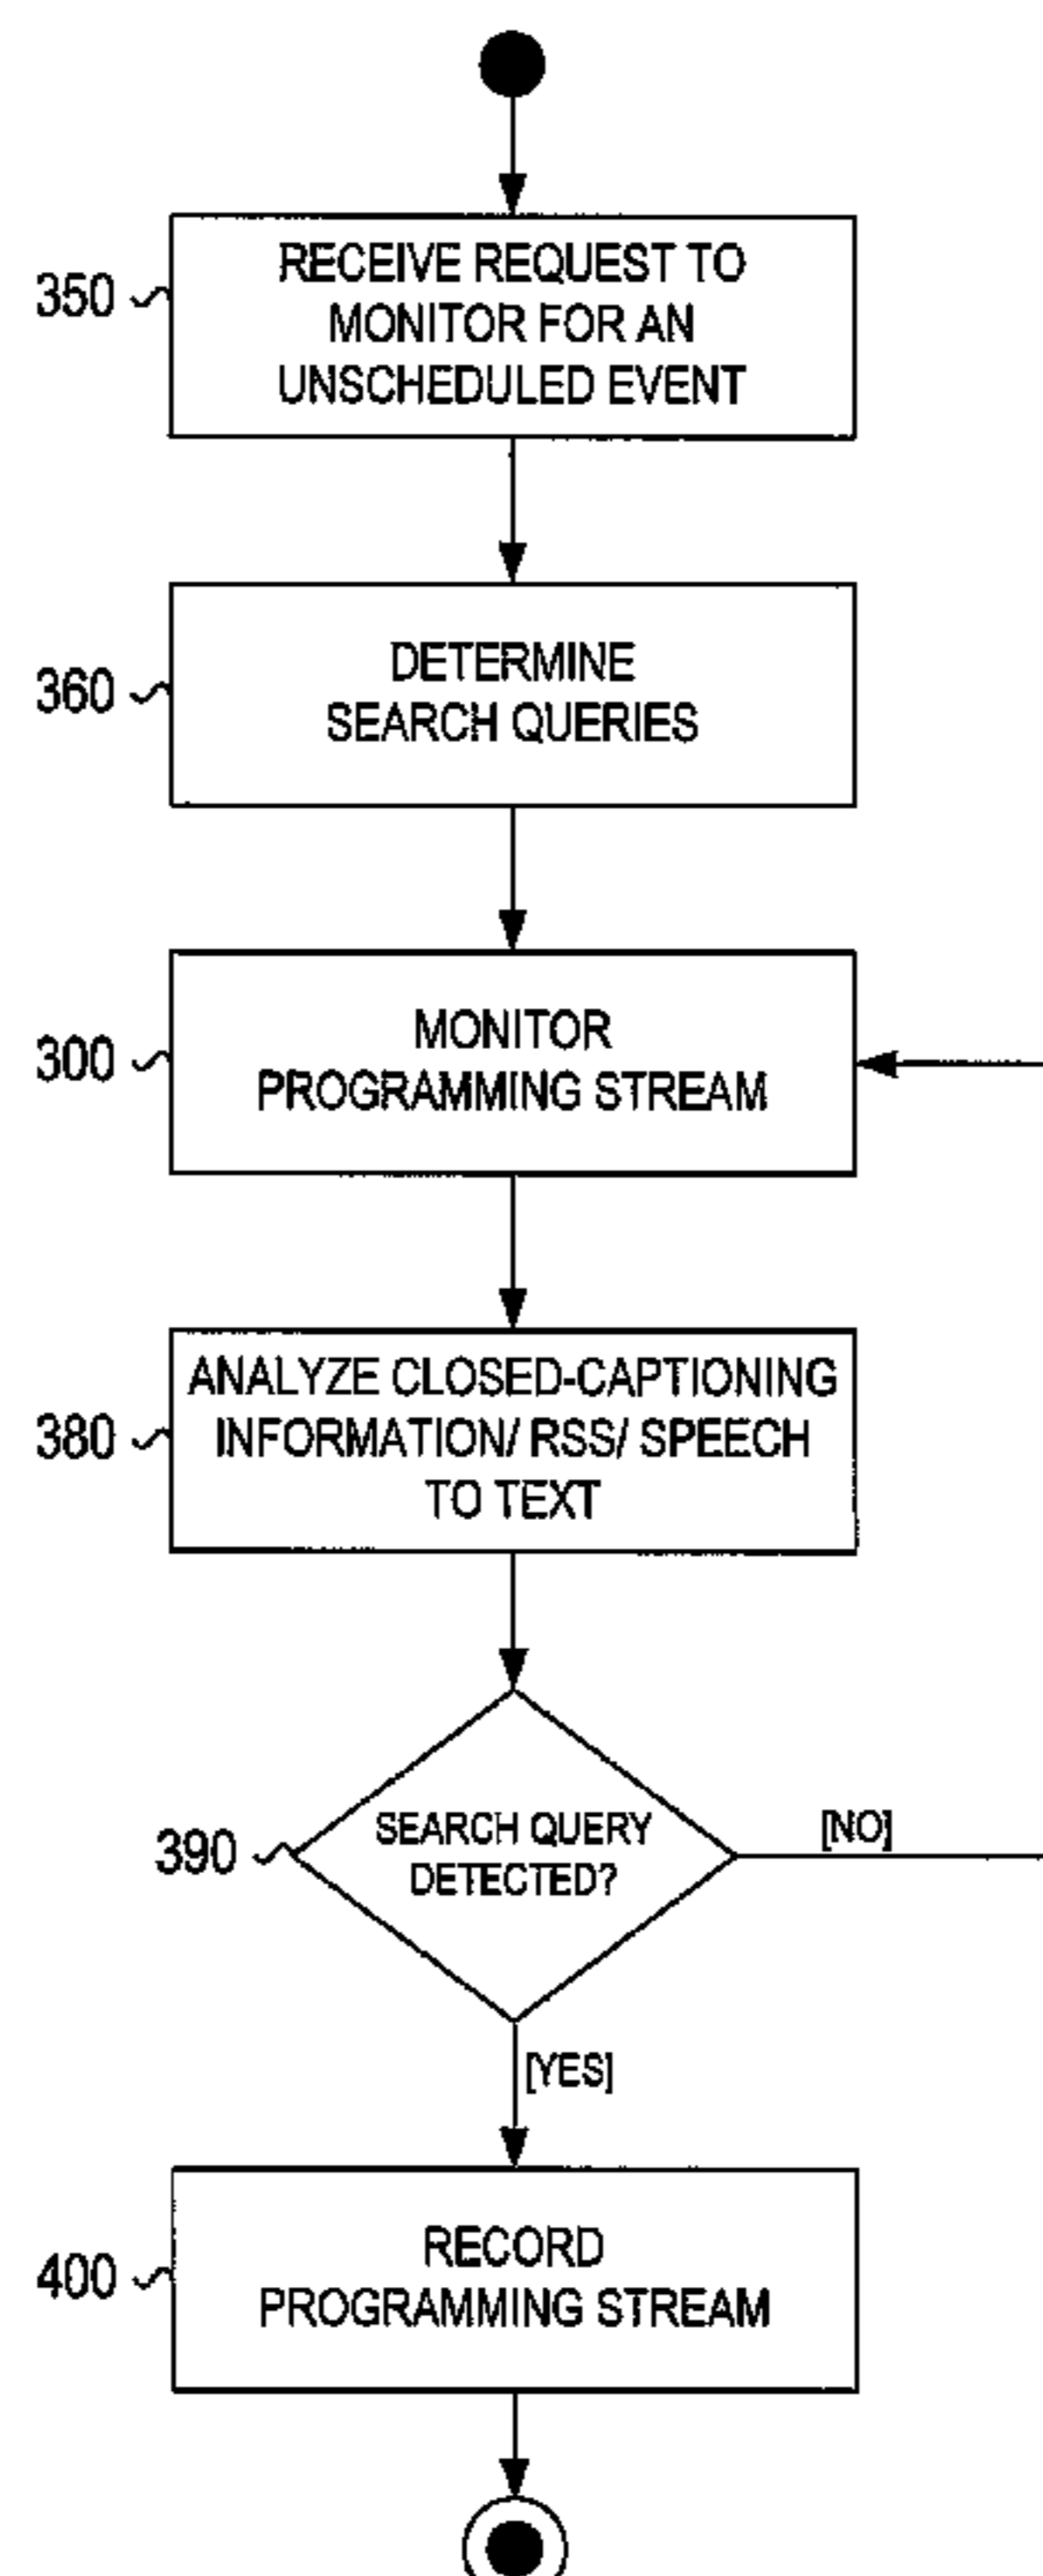 350
RECEIVE REQUEST TO
MONITOR FOR AN
UNSCHEDULED EVENT
360
DETERMINE
SEARCH QUERIES
300
MONITOR
PROGRAMMING STREAM
380
ANALYZE CLOSED-CAPTIONING
INFORMATION/ RSS/ SPEECH
TO TEXT
390
SEARCH QUERY
DETECTED?
[NO]
[YES]
400
RECORD
PROGRAMMING STREAM